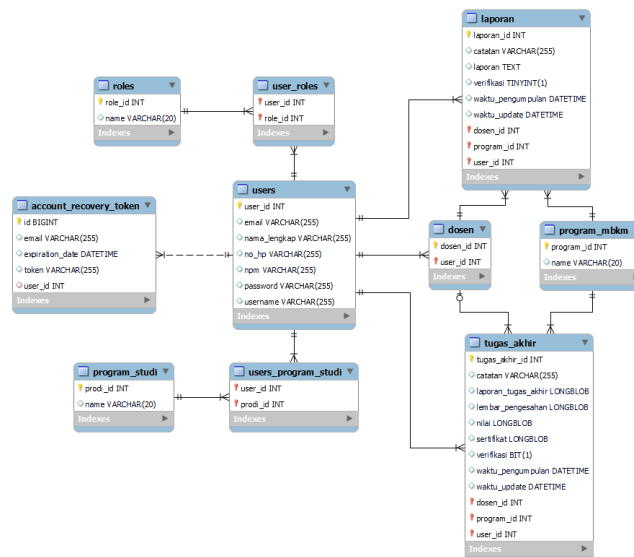 laporan
laporan_id INT
catatan VARCHAR(255)
laporan TEXT
verifikasi TINYINT(1)
waktu_pengumpulan DATETIME
waktu_update DATETIME
dosen_id INT
program_id INT
user_id INT
Indexes
roles
role_id INT
name VARCHAR(20)
Indexes
user_roles
user_id INT
role_id INT
Indexes
account_recovery_token
id BIGINT
email VARCHAR(255)
expiration_date DATETIME
token VARCHAR(255)
user_id INT
Indexes
users
user_id INT
email VARCHAR(255)
nama_lengkap VARCHAR(255)
no_hp VARCHAR(255)
npm VARCHAR(255)
password VARCHAR(255)
username VARCHAR(255)
Indexes
dosen
dosen_id INT
user_id INT
Indexes
program_mbkm
program_id INT
name VARCHAR(20)
Indexes
program_studi
prodi_id INT
name VARCHAR(20)
Indexes
users_program_studi
user_id INT
prodi_id INT
Indexes
tugas_akhir
tugas_akhir_id INT
catatan VARCHAR(255)
laporan_tugas_akhir LONGBLOB
lembar_pengesahan LONGBLOB
nilai LONGBLOB
sertifikat LONGBLOB
verifikasi BIT(1)
waktu_pengumpulan DATETIME
waktu_update DATETIME
dosen_id INT
program_id INT
user_id INT
Indexes